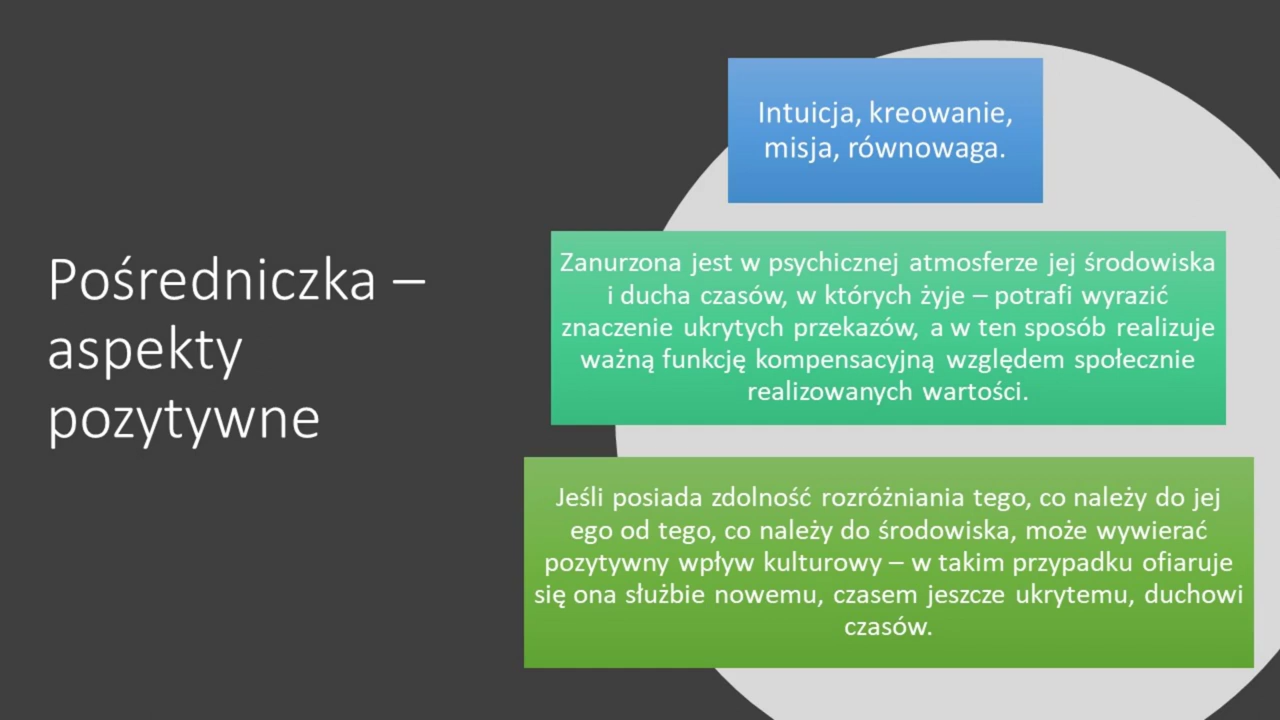 Pośredniczka –
aspekty
pozytywne
Intuicja, kreowanie,
misja, równowaga.
Zanurzona jest w psychicznej atmosferze jej środowiska
i ducha czasów, w których żyje – potrafi wyrazić
znaczenie ukrytych przekazów, a w ten sposób realizuje
ważną funkcję kompensacyjną względem społecznie
realizowanych wartości.
Jeśli posiada zdolność rozróżniania tego, co należy do jej
ego od tego, co należy do środowiska, może wywierać
pozytywny wpływ kulturowy – w takim przypadku ofiaruje
się ona służbie nowemu, czasem jeszcze ukrytemu, duchowi
czasów.